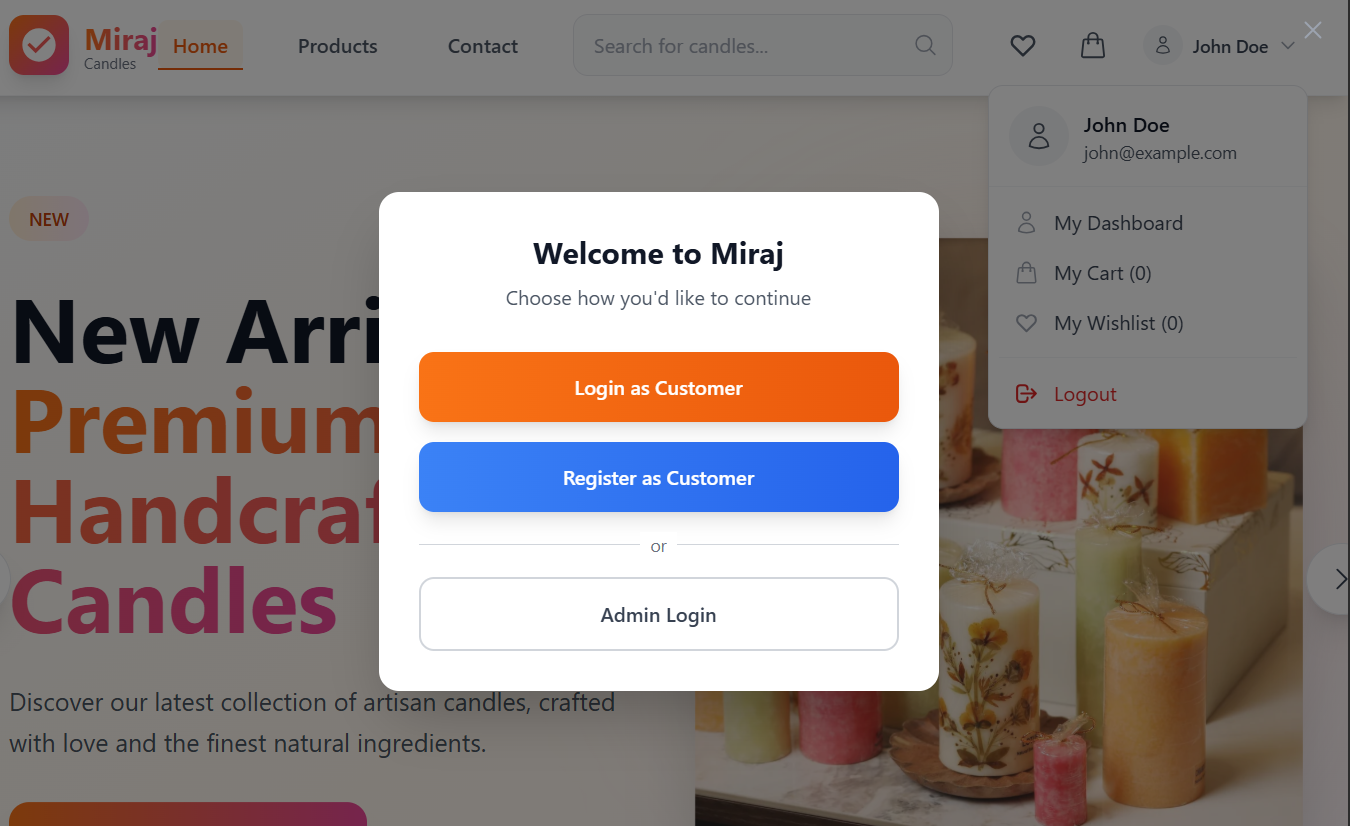 Miraj
Candles
Home
Products
Contact
Search for candles...
John Doe
John Doe
john@example.com
My Dashboard
My Cart (0)
My Wishlist (0)
Logout
NEW
New Arri
Premium
Handcraf
Candles
Discover our latest collection of artisan candles, crafted
with love and the finest natural ingredients.
Welcome to Miraj
Choose how you'd like to continue
Login as Customer
Register as Customer
or
Admin Login